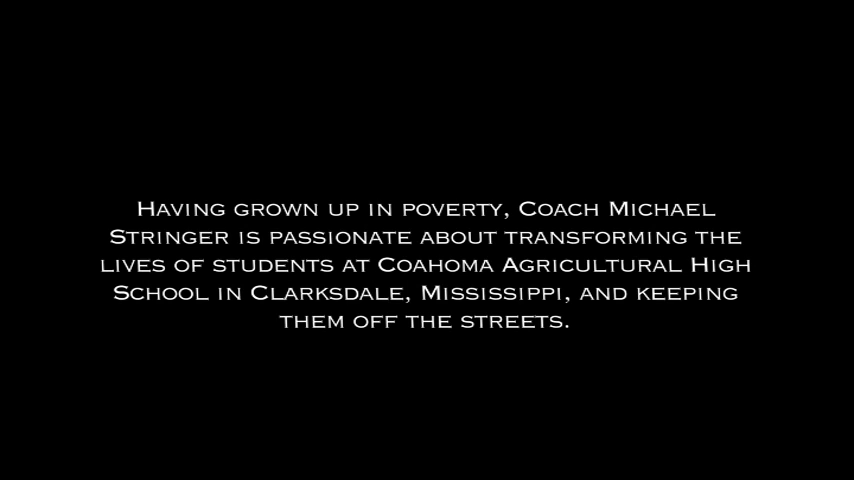 Having grown up in poverty, Coach Michael
Stringer is passionate about transforming the
lives of students at Coahoma Agricultural High
School in Clarksdale, Mississippi, and keeping
them off the streets.